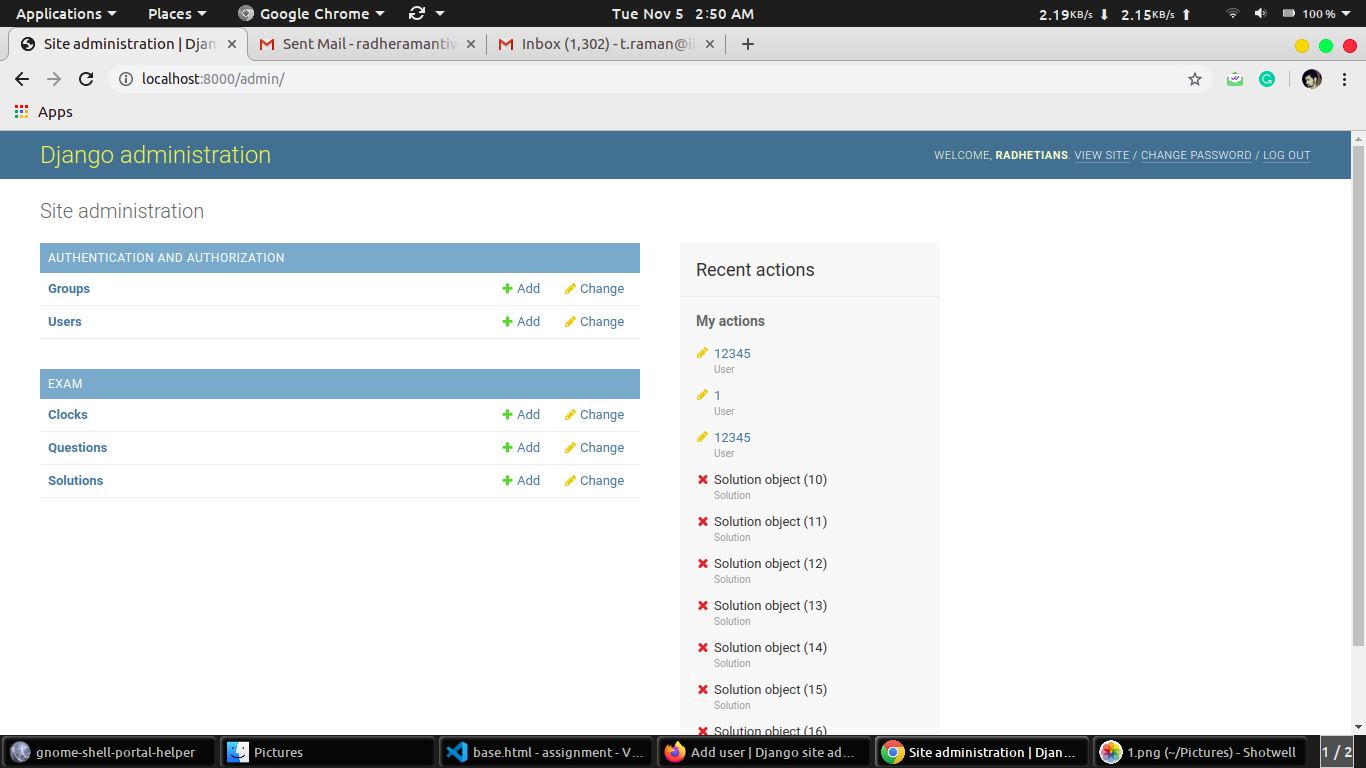 Applications Places Google Chrome Tue Nov 5 2:50 AM 2.19KB/s 2.15KB/s 100 %
Site administration | Djan Sent Mail - radheramantiw Inbox (1,302) - t.raman@ii
localhost:8000/admin/
Apps
Django administration WELCOME, RADHETIANS. VIEW SITE / CHANGE PASSWORD / LOG OUT
Site administration
AUTHENTICATION AND AUTHORIZATION
Groups Add Change
Users Add Change
EXAM
Clocks Add Change
Questions Add Change
Solutions Add Change
Recent actions
My actions
12345
User
1
User
12345
User
Solution object (10)
Solution
Solution object (11)
Solution
Solution object (12)
Solution
Solution object (13)
Solution
Solution object (14)
Solution
Solution object (15)
Solution
Solution object (16)
gnome-shell-portal-helper Pictures base.html - assignment - V... Add user | Django site ad... Site administration | Djan... 1.png (~/Pictures) - Shotwell 1 / 2